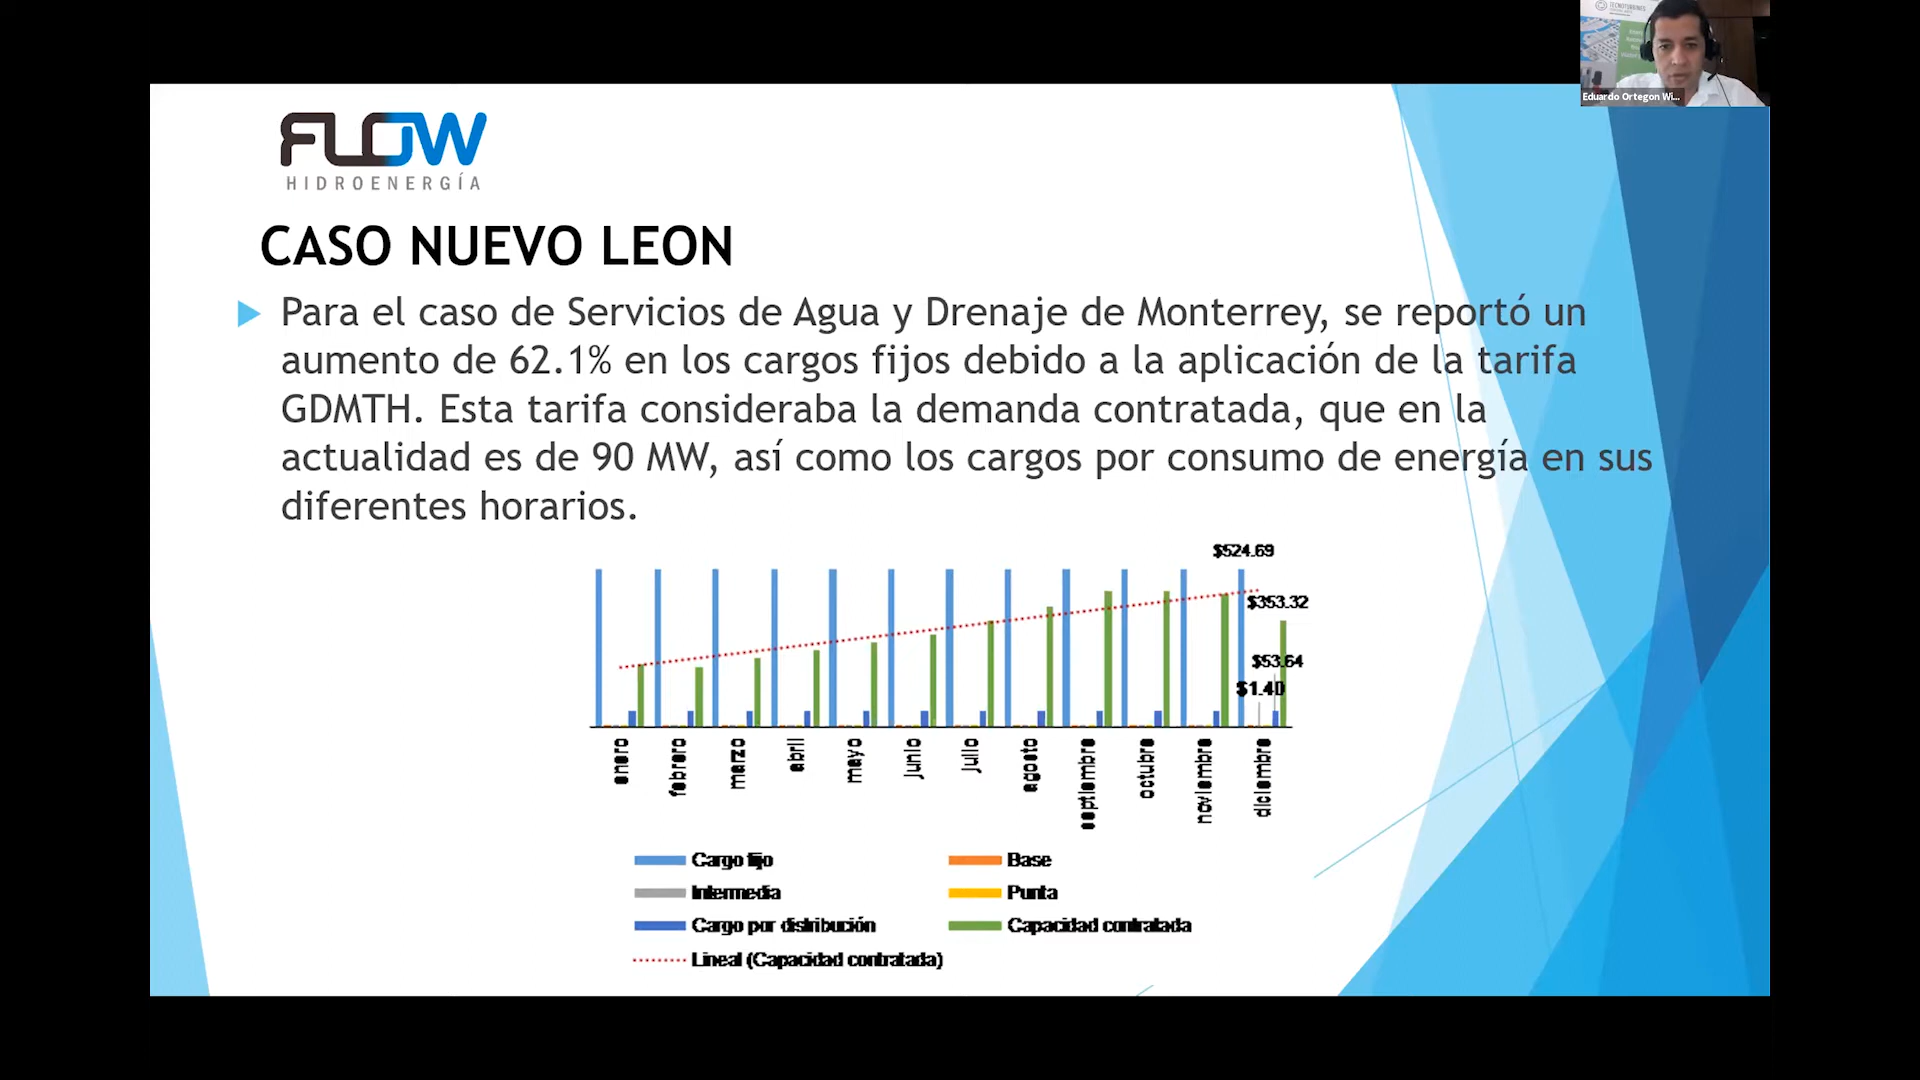 TECNOTURBINES
Eduardo Ortegon Wi...
FLOW
HIDROENERGÍA
CASO NUEVO LEON
Para el caso de Servicios de Agua y Drenaje de Monterrey, se reportó un
aumento de 62.1% en los cargos fijos debido a la aplicación de la tarifa
GDMTH. Esta tarifa consideraba la demanda contratada, que en la
actualidad es de 90 MW, así como los cargos por consumo de energía en sus
diferentes horarios.
$524.69
$353.32
$53.64
$1.40
enero
febrero
marzo
abril
mayo
junio
julio
agosto
septiembre
octubre
noviembre
diciembre
Cargo fijo
Base
Intermedia
Punta
Cargo por distribución
Capacidad contratada
Lineal (Capacidad contratada)